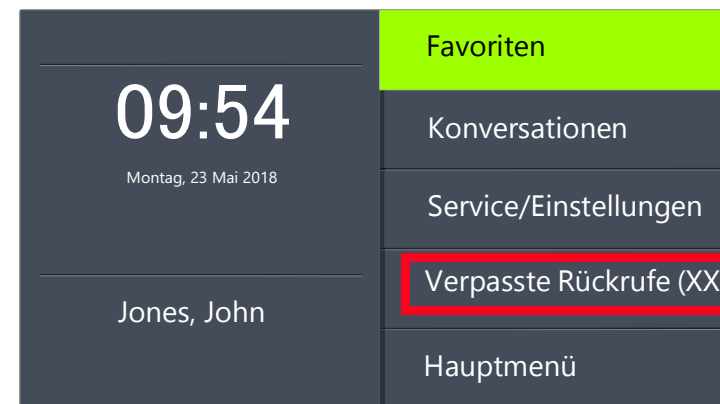 09:54
Montag, 23 Mai 2018
Jones, John
Favoriten
Konversationen
Service/Einstellungen
Verpasste Rückrufe (XX
Hauptmenü